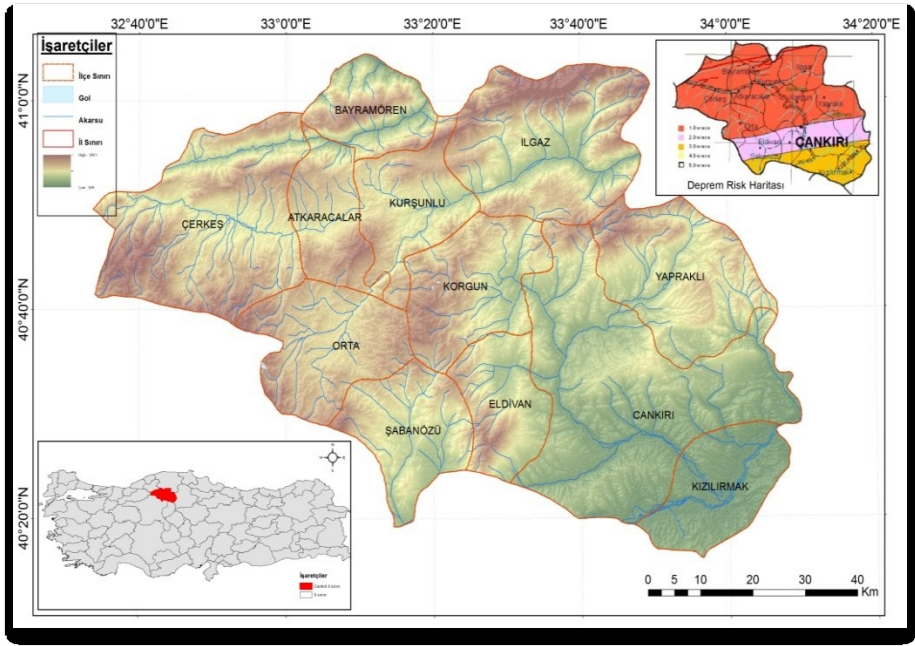 32°40'0"E
33°0'0"E
33°20'0"E
33°40'0"E
34°0'0"E
34°20'0"E
41°0'0"N
40°40'0"N
40°20'0"N
İşaretçiler
İlçe Sınırı
Gol
Akarsu
İl Sınırı
BAYRAMÖREN
ILGAZ
ÇERKEŞ
ATKARACALAR
KURŞUNLU
KORGUN
YAPRAKLI
ORTA
ŞABANÖZÜ
ELDİVAN
CANKIRI
KIZILIRMAK
ÇANKIRI
Eldivan
Deprem Risk Haritası
İşaretçiler
0 5 10 20 30 40
Km